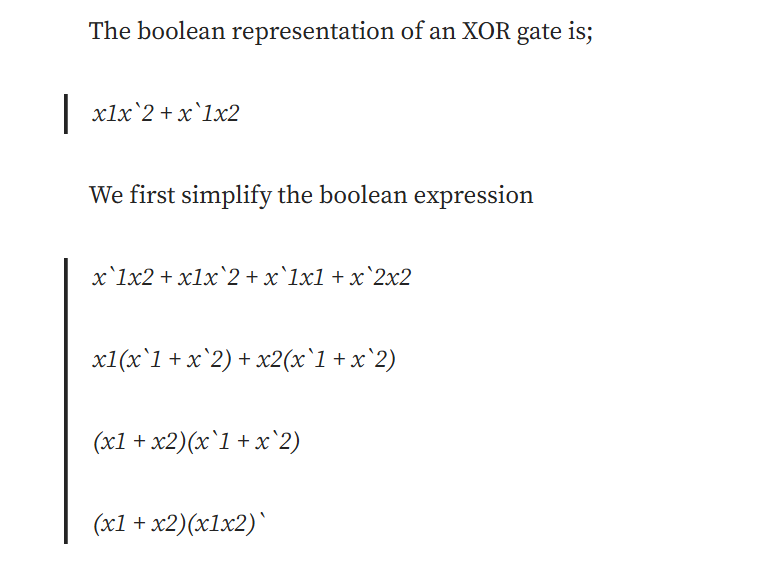 The boolean representation of an XOR gate is;
x1x`2 + x`1x2
We first simplify the boolean expression
x`1x2 + x1x`2 + x`1x1 + x`2x2
x1(x`1 + x`2) + x2(x`1 + x`2)
(x1 + x2)(x`1 + x`2)
(x1 + x2)(x1x2)`